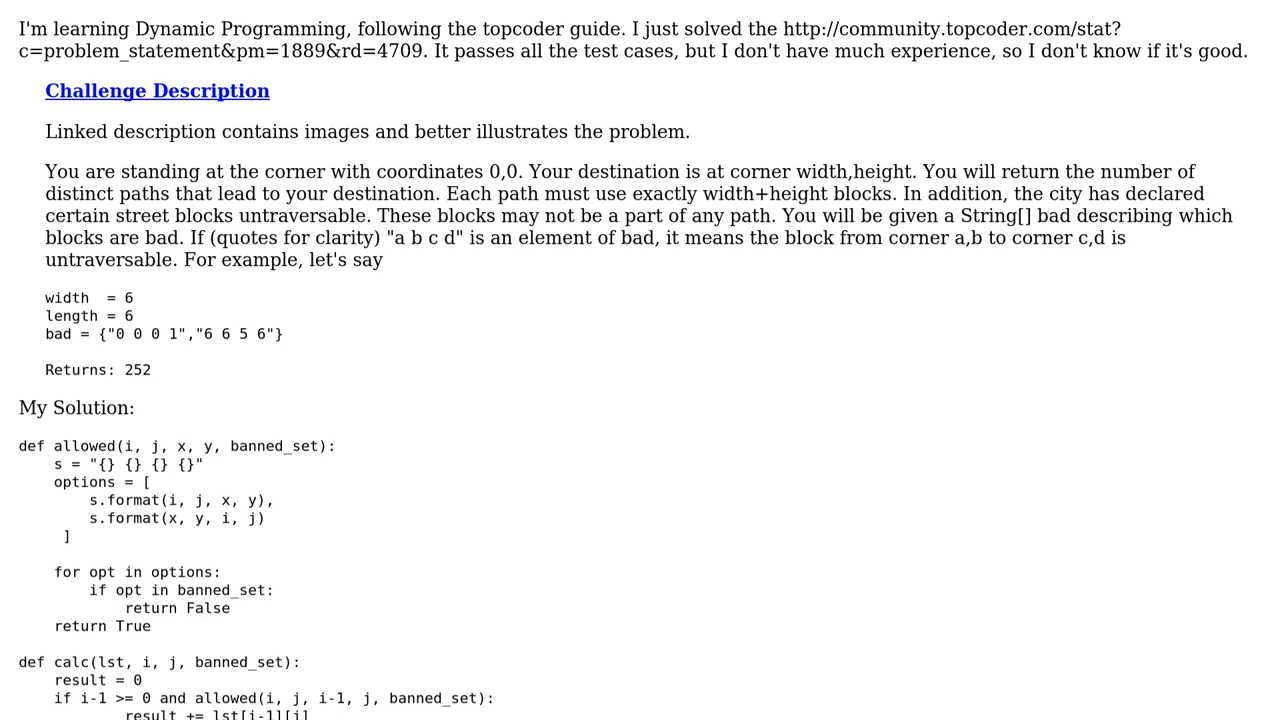 I'm learning Dynamic Programming, following the topcoder guide. I just solved the http://community.topcoder.com/stat?
c=problem_statement&pm=1889&rd=4709. It passes all the test cases, but I don't have much experience, so I don't know if it's good.
Challenge Description
Linked description contains images and better illustrates the problem.
You are standing at the corner with coordinates 0,0. Your destination is at corner width,height. You will return the number of
distinct paths that lead to your destination. Each path must use exactly width+height blocks. In addition, the city has declared
certain street blocks untraversable. These blocks may not be a part of any path. You will be given a String[] bad describing which
blocks are bad. If (quotes for clarity) "a b c d" is an element of bad, it means the block from corner a,b to corner c,d is
untraversable. For example, let's say
width  = 6
length = 6
bad = {"0 0 0 1","6 6 5 6"}
Returns: 252
My Solution:
def allowed(i, j, x, y, banned_set):
    s = "{} {} {} {}"
    options = [
        s.format(i, j, x, y),
        s.format(x, y, i, j)
     ]
    for opt in options:
        if opt in banned_set:
            return False
    return True
def calc(lst, i, j, banned_set):
    result = 0
    if i-1 >= 0 and allowed(i, j, i-1, j, banned_set):
            result += lst[i-1][j]